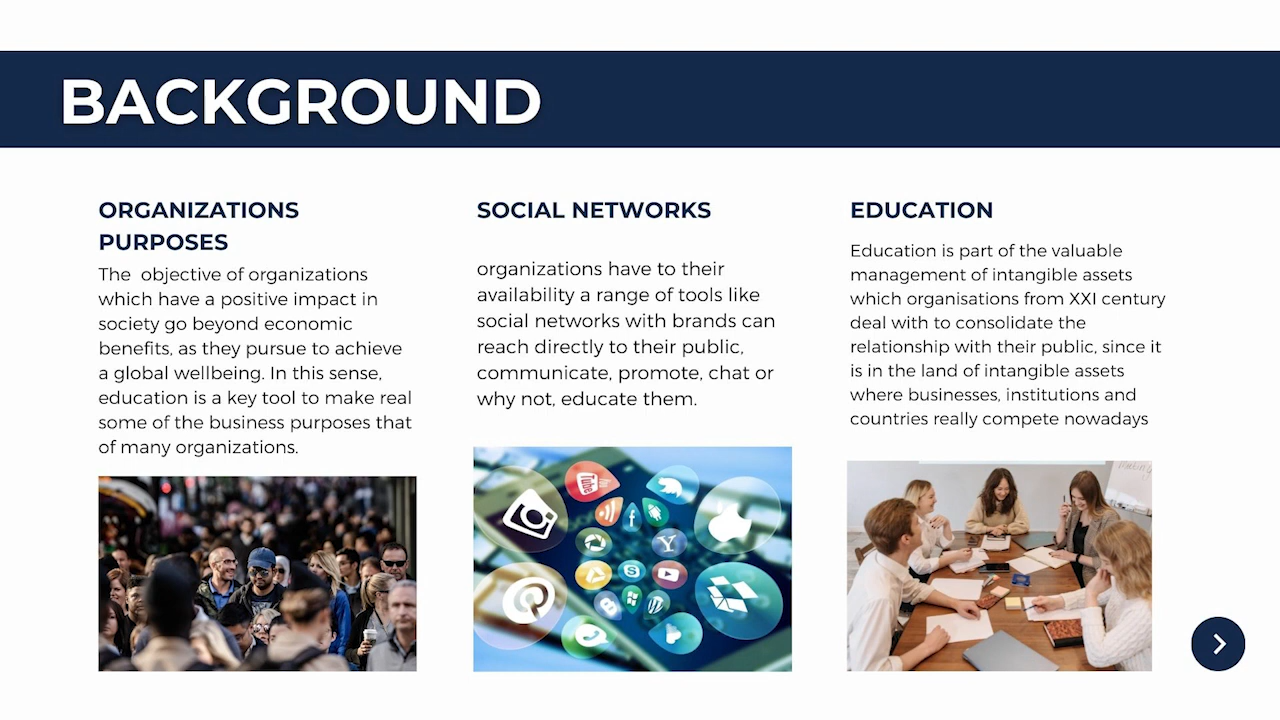 BACKGROUND
ORGANIZATIONS
PURPOSES
The  objective of organizations
which have a positive impact in
society go beyond economic
benefits, as they pursue to achieve
a global wellbeing. In this sense,
education is a key tool to make real
some of the business purposes that
of many organizations.
SOCIAL NETWORKS
organizations have to their
availability a range of tools like
social networks with brands can
reach directly to their public,
communicate, promote, chat or
why not, educate them.
EDUCATION
Education is part of the valuable
management of intangible assets
which organisations from XXI century
deal with to consolidate the
relationship with their public, since it
is in the land of intangible assets
where businesses, institutions and
countries really compete nowadays